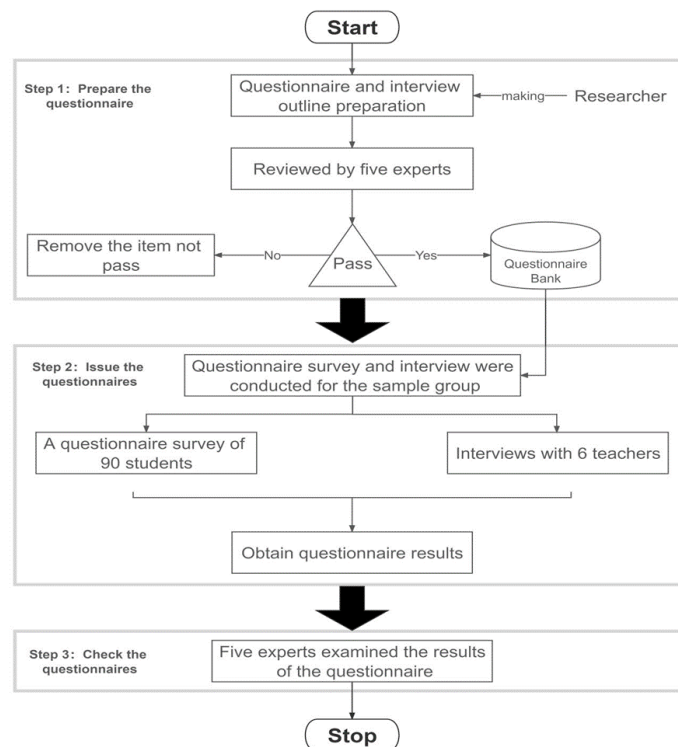 Start
Step 1: Prepare the
questionnaire
Questionnaire and interview
outline preparation
making
Researcher
Reviewed by five experts
Remove the item not
pass
No
Pass
Yes
Questionnaire
Bank
Step 2: Issue the
questionnaires
Questionnaire survey and interview were
conducted for the sample group
A questionnaire survey of
90 students
Interviews with 6 teachers
Obtain questionnaire results
Step 3: Check the
questionnaires
Five experts examined the results
of the questionnaire
Stop